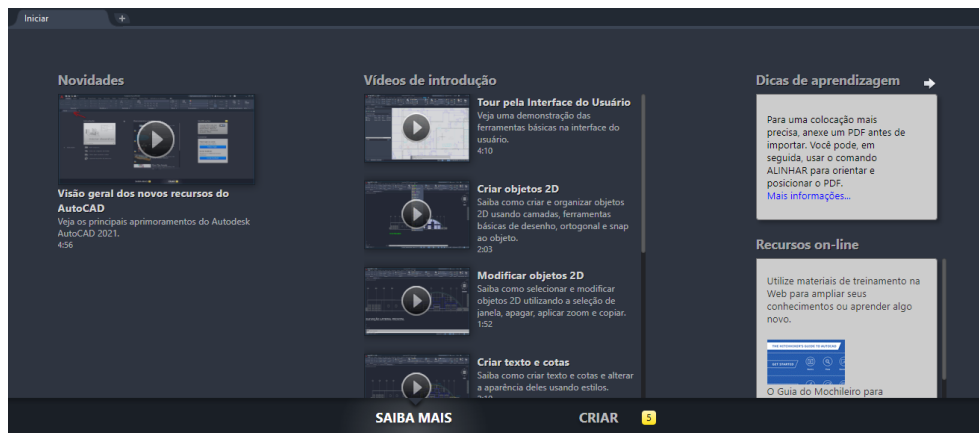 Iniciar
Novidades
Visão geral dos novos recursos do
AutoCAD
Veja os principais aprimoramentos do Autodesk
AutoCAD 2021.
4:56
Vídeos de introdução
Tour pela Interface do Usuário
Veja uma demonstração das
ferramentas básicas na interface do
usuário.
4:10
Criar objetos 2D
Saiba como criar e organizar objetos
2D usando camadas, ferramentas
básicas de desenho, ortogonal e snap
ao objeto.
2:03
Modificar objetos 2D
Saiba como selecionar e modificar
objetos 2D utilizando a seleção de
janela, apagar, aplicar zoom e copiar.
1:52
Criar texto e cotas
Saiba como criar texto e cotas e alterar
a aparência deles usando estilos.
Dicas de aprendizagem
Para uma colocação mais
precisa, anexe um PDF antes de
importar. Você pode, em
seguida, usar o comando
ALINHAR para orientar e
posicionar o PDF.
Mais informações...
Recursos on-line
Utilize materiais de treinamento na
Web para ampliar seus
conhecimentos ou aprender algo
novo.
THE HITCHHIKER'S GUIDE TO AUTOCAD
GET STARTED
O Guia do Mochileiro para
SAIBA MAIS
CRIAR 5